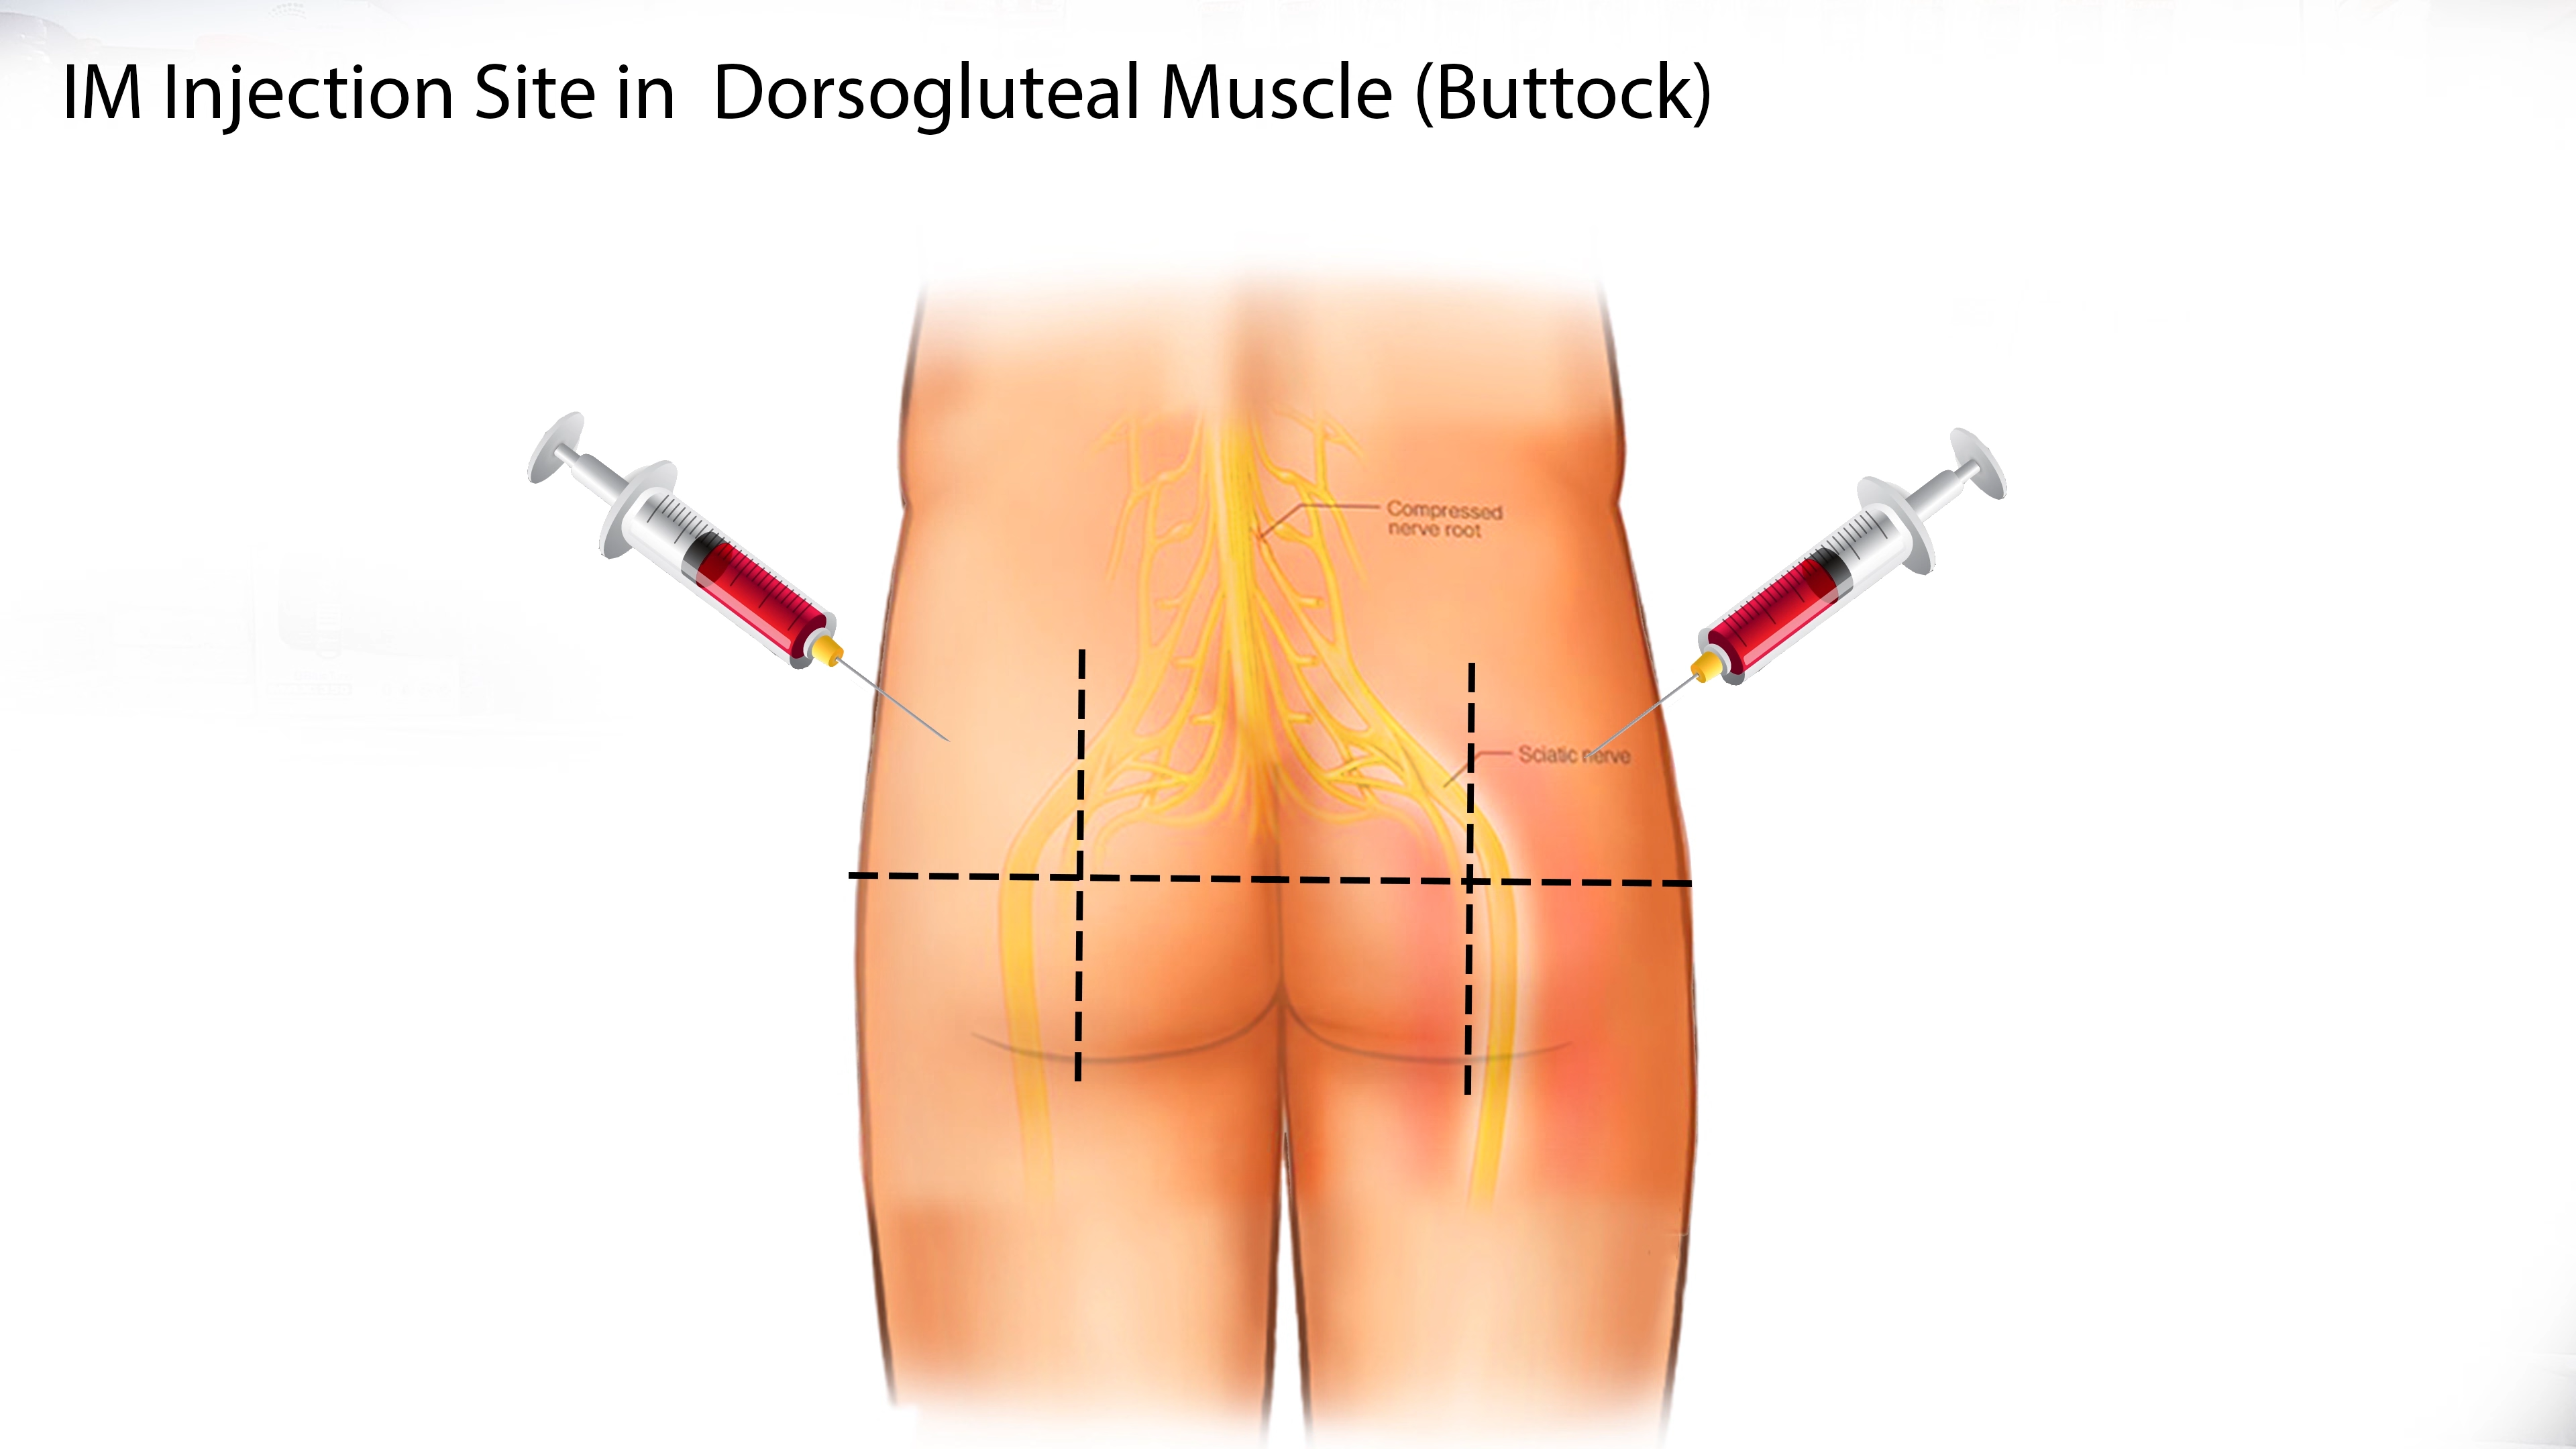 IM Injection Site in  Dorsogluteal Muscle (Buttock)
Compressed
nerve root
Sciatic nerve